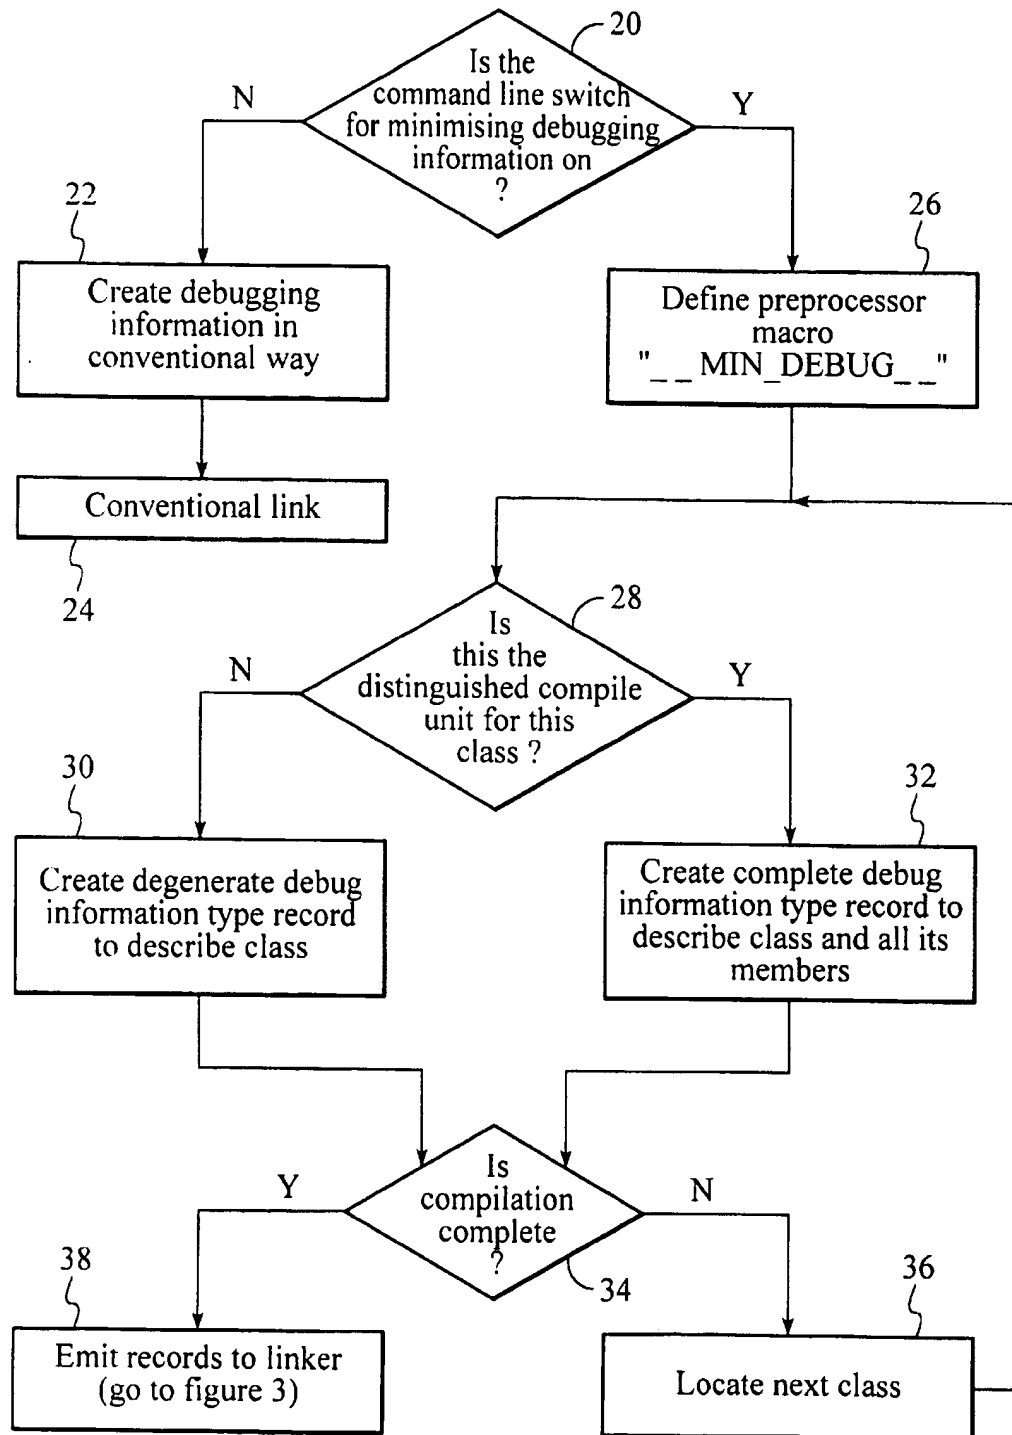 20
Is the
command line switch
for minimising debugging
information on
?
N
Y
22
Create debugging
information in
conventional way
26
Define preprocessor
macro
"_ _ MIN_DEBUG_ _"
Conventional link
24
28
Is
this the
distinguished compile
unit for this
class ?
N
Y
30
Create degenerate debug
information type record
to describe class
32
Create complete debug
information type record to
describe class and all its
members
Is
compilation
complete
?
Y
N
34
38
Emit records to linker
(go to figure 3)
36
Locate next class